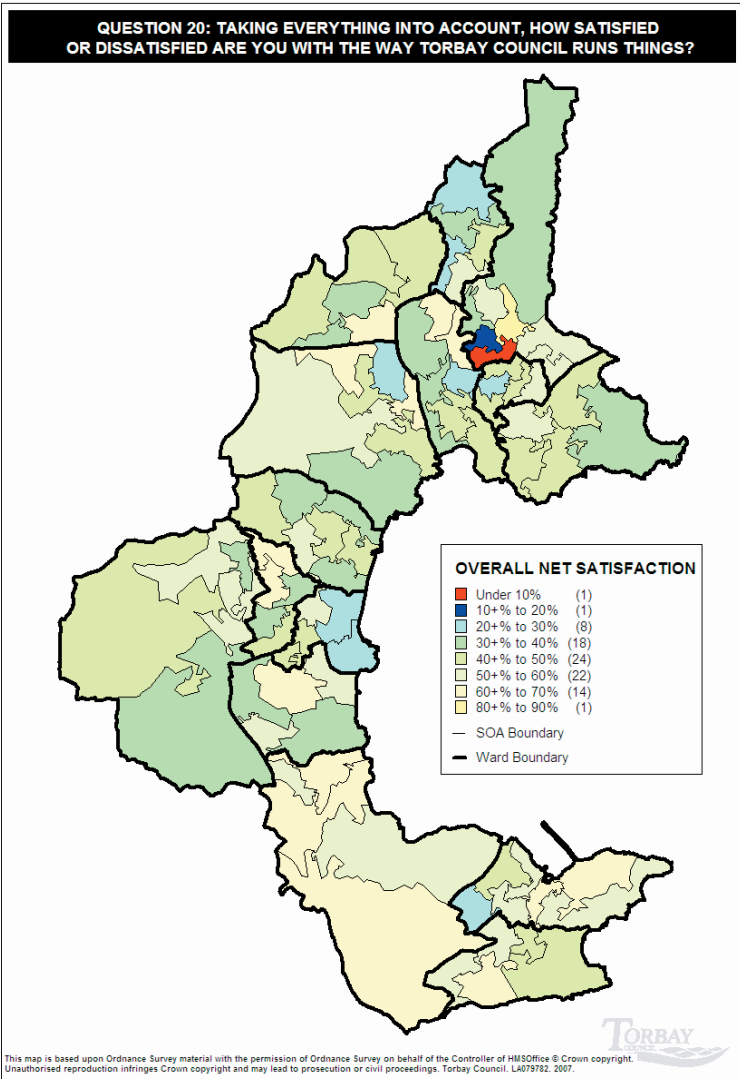 QUESTION 20: TAKING EVERYTHING INTO ACCOUNT, HOW SATISFIED
OR DISSATISFIED ARE YOU WITH THE WAY TORBAY COUNCIL RUNS THINGS?
OVERALL NET SATISFACTION
Under 10% (1)
10+% to 20% (1)
20+% to 30% (8)
30+% to 40% (18)
40+% to 50% (24)
50+% to 60% (22)
60+% to 70% (14)
80+% to 90% (1)
SOA Boundary
Ward Boundary
TORBAY
COUNCIL
This map is based upon Ordnance Survey material with the permission of Ordnance Survey on behalf of the Controller of HMSOffice © Crown copyright.
Unauthorised reproduction infringes Crown copyright and may lead to prosecution or civil proceedings. Torbay Council. LA079782. 2007.